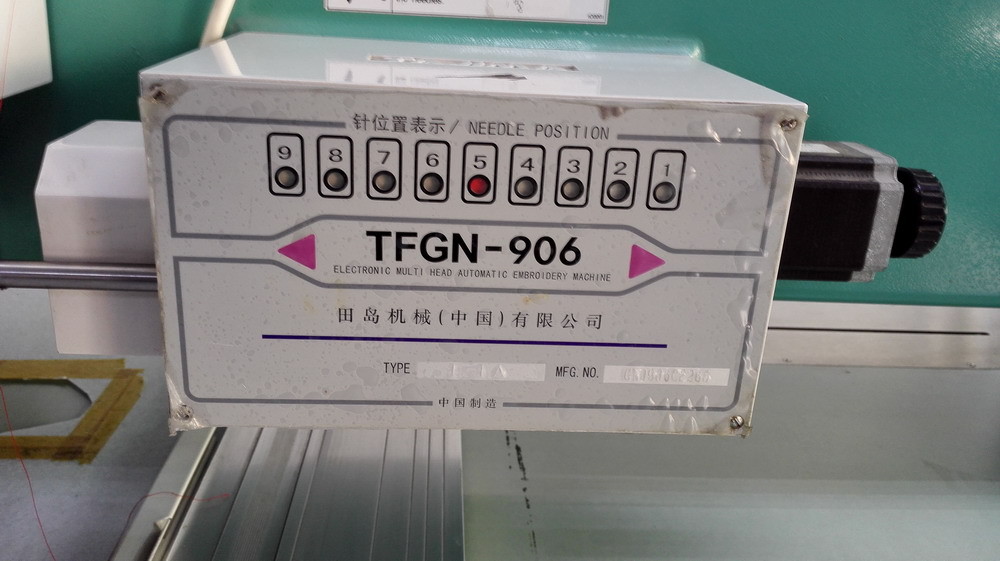 the needles.
针位置表示 / NEEDLE POSITION
9 8 7 6 5 4 3 2 1
TFGN-906
ELECTRONIC MULTI HEAD AUTOMATIC EMBROIDERY MACHINE
田岛机械(中国)有限公司
TYPE MFG. NO.
中国制造